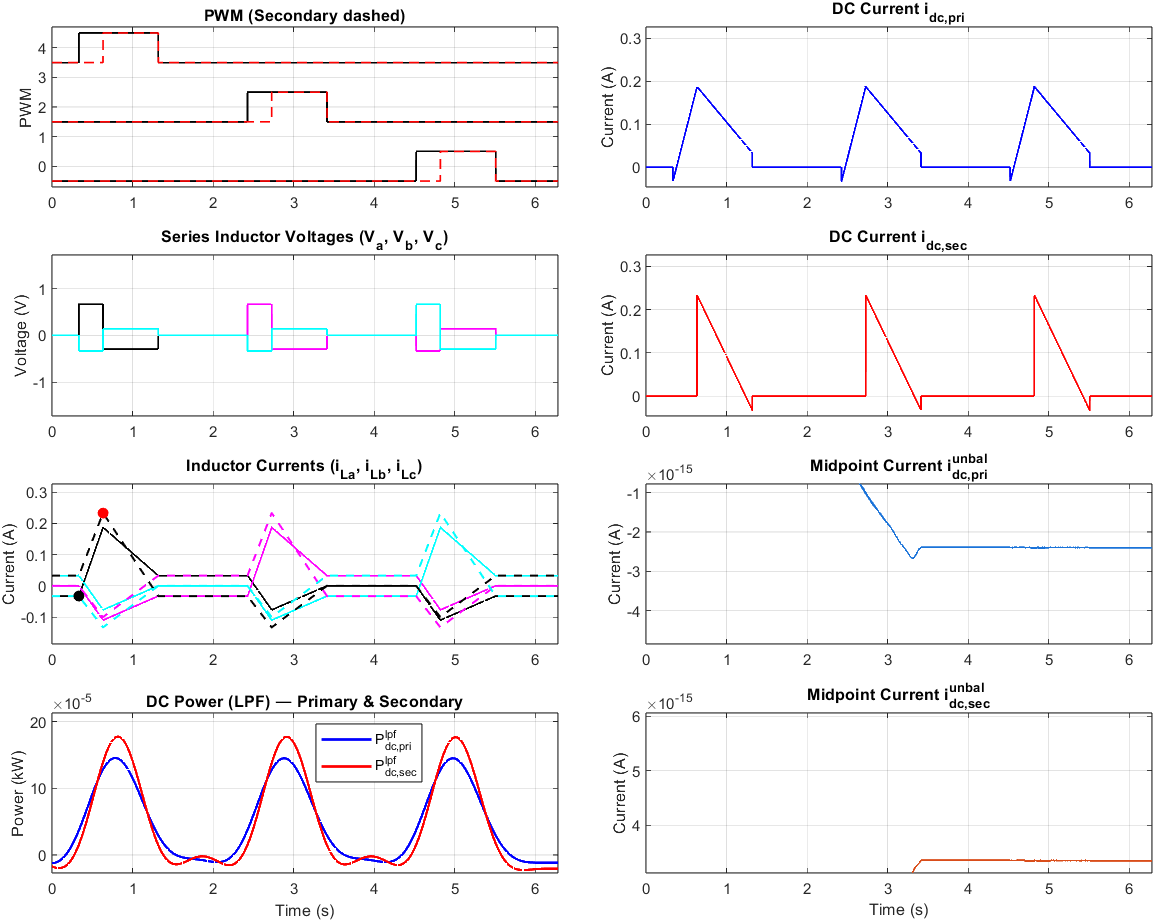 PWM (Secondary dashed)
PWM
4
3
2
1
0
0 1 2 3 4 5 6
DC Current i_dc,pri
Current (A)
0.3
0.2
0.1
0
0 1 2 3 4 5 6
Series Inductor Voltages (V_a, V_b, V_c)
Voltage (V)
1
0
-1
0 1 2 3 4 5 6
DC Current i_dc,sec
Current (A)
0.3
0.2
0.1
0
0 1 2 3 4 5 6
Inductor Currents (i_La, i_Lb, i_Lc)
Current (A)
0.3
0.2
0.1
0
-0.1
0 1 2 3 4 5 6
Midpoint Current i_dc,pri^unbal
×10^-15
Current (A)
-1
-2
-3
-4
0 1 2 3 4 5 6
DC Power (LPF) — Primary & Secondary
×10^-5
Power (kW)
20
10
0
P_dc,pri^lpf
P_dc,sec^lpf
0 1 2 3 4 5 6
Time (s)
Midpoint Current i_dc,sec^unbal
×10^-15
Current (A)
6
5
4
0 1 2 3 4 5 6
Time (s)